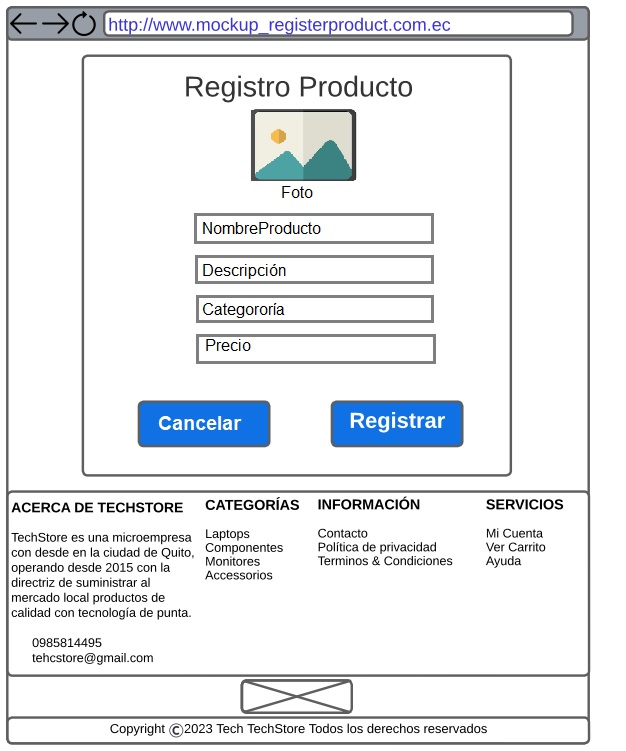 http://www.mockup_registerproduct.com.ec
Registro Producto
Foto
NombreProducto
Descripción
Categororía
Precio
Cancelar
Registrar
ACERCA DE TECHSTORE
TechStore es una microempresa
con desde en la ciudad de Quito,
operando desde 2015 con la
directriz de suministrar al
mercado local productos de
calidad con tecnología de punta.
0985814495
tehcstore@gmail.com
CATEGORÍAS
Laptops
Componentes
Monitores
Accessorios
INFORMACIÓN
Contacto
Política de privacidad
Terminos & Condiciones
SERVICIOS
Mi Cuenta
Ver Carrito
Ayuda
Copyright ©2023 Tech TechStore Todos los derechos reservados